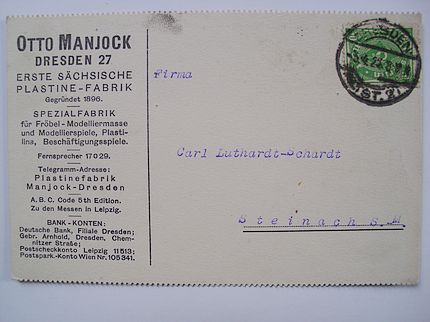 OTTO MANJOCK
DRESDEN 27
ERSTE SÄCHSISCHE
PLASTINE-FABRIK
Gegründet 1896.
SPEZIALFABRIK
für Fröbel-Modelliermasse
und Modellierspiele, Plasti-
lina, Beschäftigungsspiele.
Fernsprecher 17029.
Telegramm-Adresse:
Plastinefabrik
Manjock-Dresden
A. B. C. Code 5th Edition.
Zu den Messen in Leipzig.
BANK-KONTEN:
Deutsche Bank, Filiale Dresden;
Gebr. Arnhold, Dresden, Chem-
nitzer Straße;
Postscheckkonto Leipzig 11513;
Postspark.-Konto Wien Nr. 105341.
Firma
Carl Luthardt-Schardt
Steinach S.M.
DRESDEN